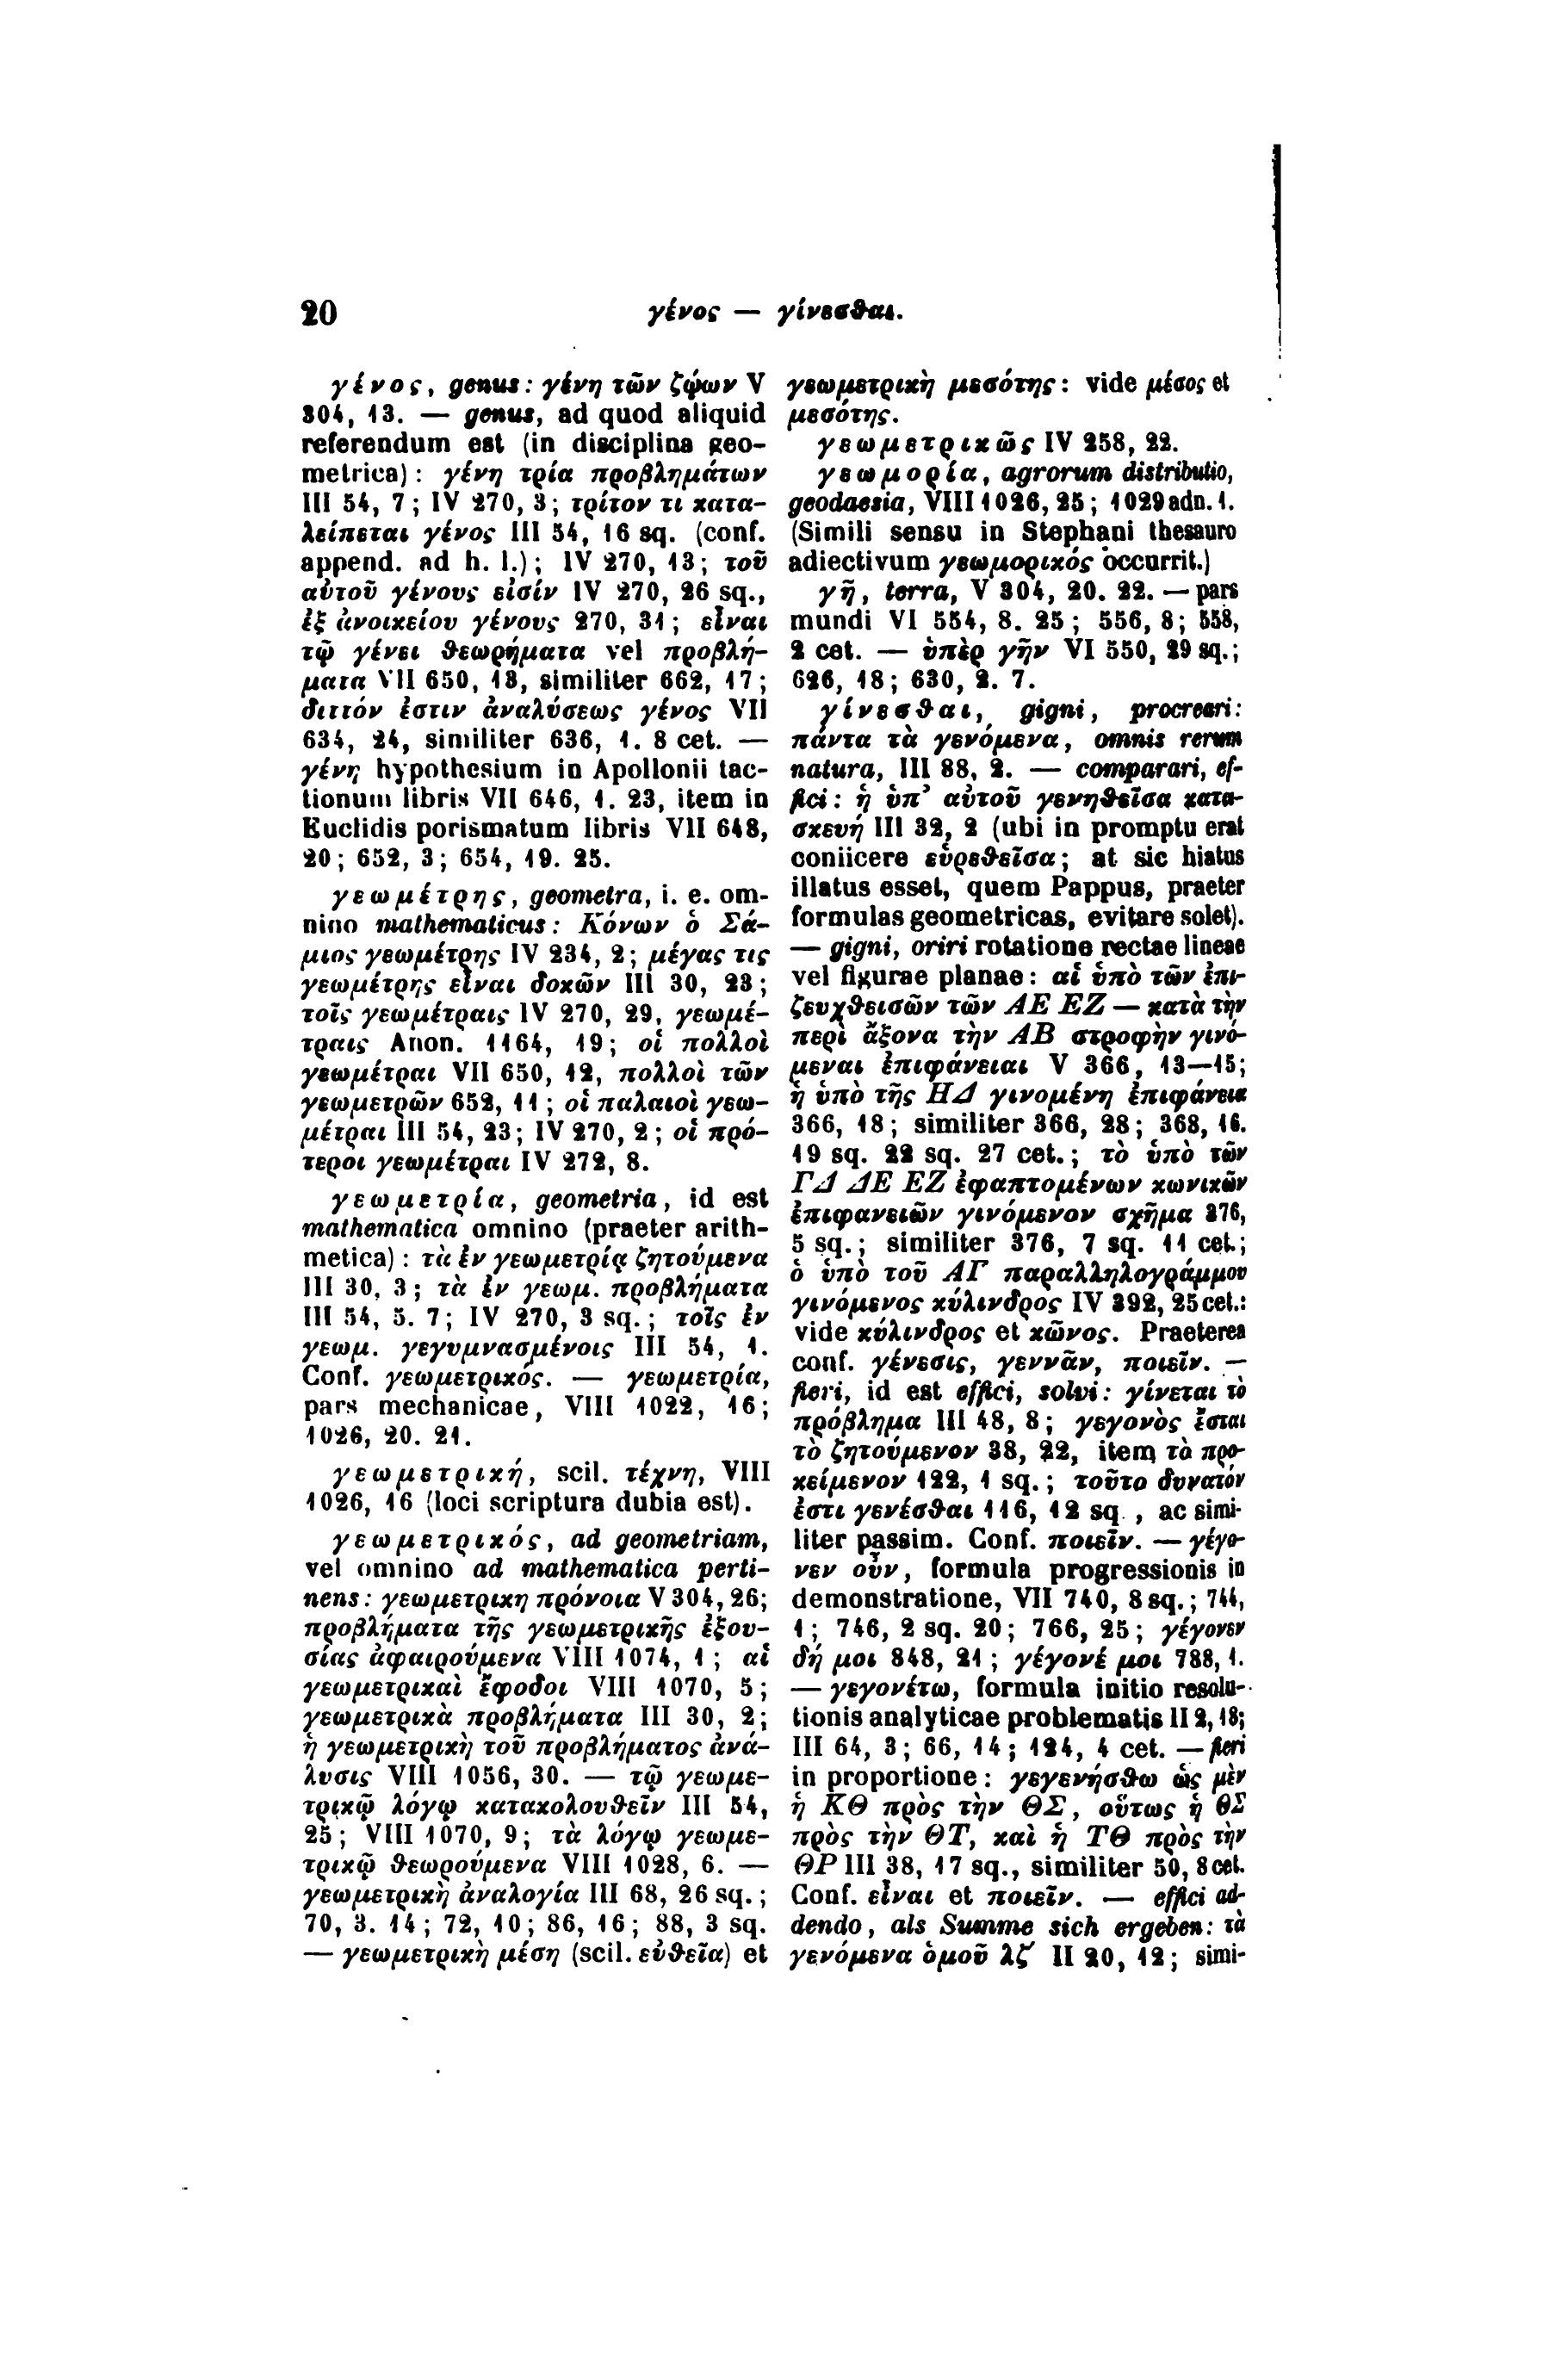 20
γένος — γίνεσθαι.
γένος, genus: γένη τῶν ζῴων V
304, 13. — genus, ad quod aliquid
referendum est (in disciplina geo-
metrica): γένη τρία προβλημάτων
III 54, 7; IV 270, 3; τρίτον τι κατα-
λείπεται γένος III 54, 16 sq. (conf.
append. ad h. l.); IV 270, 13; τοῦ
αὐτοῦ γένους εἰσίν IV 270, 26 sq.,
ἐξ ἀνοικείου γένους 270, 31; εἶναι
τῷ γένει θεωρήματα vel προβλή-
ματα VII 650, 18, similiter 662, 17;
διττόν ἐστιν ἀναλύσεως γένος VII
634, 24, similiter 636, 1. 8 cet. —
γένη hypothesium in Apollonii tac-
tionum libris VII 646, 1. 23, item in
Euclidis porismatum libris VII 648,
20; 652, 3; 654, 19. 25.
γεωμέτρης, geometra, i. e. om-
nino mathematicus: Κόνων ὁ Σά-
μιος γεωμέτρης IV 234, 2; μέγας τις
γεωμέτρης εἶναι δοκῶν III 30, 23;
τοῖς γεωμέτραις IV 270, 29, γεωμέ-
τραις Anon. 1164, 19; οἱ πολλοὶ
γεωμέτραι VII 650, 12, πολλοὶ τῶν
γεωμετρῶν 652, 11; οἱ παλαιοὶ γεω-
μέτραι III 54, 23; IV 270, 2; οἱ πρό-
τεροι γεωμέτραι IV 272, 8.
γεωμετρία, geometria, id est
mathematica omnino (praeter arith-
metica): τὰ ἐν γεωμετρίᾳ ζητούμενα
III 30, 3; τὰ ἐν γεωμ. προβλήματα
III 54, 5. 7; IV 270, 3 sq.; τοῖς ἐν
γεωμ. γεγυμνασμένοις III 54, 1.
Conf. γεωμετρικός. — γεωμετρία,
pars mechanicae, VIII 1022, 16;
1026, 20. 21.
γεωμετρική, scil. τέχνη, VIII
1026, 16 (loci scriptura dubia est).
γεωμετρικός, ad geometriam,
vel omnino ad mathematica perti-
nens: γεωμετρικη πρόνοια V 304, 26;
προβλήματα τῆς γεωμετρικῆς ἐξου-
σίας ἀφαιρούμενα VIII 1074, 1; αἱ
γεωμετρικαὶ ἔφοδοι VIII 1070, 5;
γεωμετρικὰ προβλήματα III 30, 2;
ἡ γεωμετρικὴ τοῦ προβλήματος ἀνά-
λυσις VIII 1056, 30. — τῷ γεωμε-
τρικῷ λόγῳ κατακολουθεῖν III 54,
25; VIII 1070, 9; τὰ λόγῳ γεωμε-
τρικῷ θεωρούμενα VIII 1028, 6. —
γεωμετρικὴ ἀναλογία III 68, 26 sq.;
70, 3. 14; 72, 10; 86, 16; 88, 3 sq.
— γεωμετρικὴ μέση (scil. εὐθεῖα) et
γεωμετρικὴ μεσότης: vide μέσος et
μεσότης.
γεωμετρικῶς IV 258, 22.
γεωμορία, agrorum distributio,
geodaesia, VIII 1026, 25; 1029 adn. 1.
(Simili sensu in Stephani thesauro
adiectivum γεωμορικός occurrit.)
γῆ, terra, V 304, 20. 22. — pars
mundi VI 554, 8. 25; 556, 8; 558,
2 cet. — ὑπὲρ γῆν VI 550, 29 sq.;
626, 18; 630, 2. 7.
γίνεσθαι, gigni, procreari:
πάντα τὰ γενόμενα, omnis rerum
natura, III 88, 2. — comparari, ef-
fici: ἡ ὑπ᾽ αὐτοῦ γενηθεῖσα κατα-
σκευή III 32, 2 (ubi in promptu erat
coniicere εὑρεθεῖσα; at sic hiatus
illatus esset, quem Pappus, praeter
formulas geometricas, evitare solet).
— gigni, oriri rotatione rectae lineae
vel figurae planae: αἱ ὑπὸ τῶν ἐπι-
ζευχθεισῶν τῶν ΑΕ ΕΖ — κατὰ τὴν
περὶ ἄξονα τὴν ΑΒ στροφὴν γινό-
μεναι ἐπιφάνειαι V 366, 13—15;
ἡ ὑπὸ τῆς ΗΔ γινομένη ἐπιφάνεια
366, 18; similiter 366, 28; 368, 16.
19 sq. 22 sq. 27 cet.; τὸ ὑπὸ τῶν
ΓΔ ΔΕ ΕΖ ἐφαπτομένων κωνικῶν
ἐπιφανειῶν γινόμενον σχῆμα 376,
5 sq.; similiter 376, 7 sq. 11 cet.;
ὁ ὑπὸ τοῦ ΑΓ παραλληλογράμμου
γινόμενος κύλινδρος IV 392, 25 cet.:
vide κύλινδρος et κῶνος. Praeterea
conf. γένεσις, γεννᾶν, ποιεῖν. —
fieri, id est effici, solvi: γίνεται τὸ
πρόβλημα III 48, 8; γεγονὸς ἔσται
τὸ ζητούμενον 38, 22, item τὸ προ-
κείμενον 122, 1 sq.; τοῦτο δυνατόν
ἐστι γενέσθαι 116, 12 sq., ac simi-
liter passim. Conf. ποιεῖν. — γέγο-
νεν οὖν, formula progressionis in
demonstratione, VII 740, 8 sq.; 744,
1; 746, 2 sq. 20; 766, 25; γέγονεν
δή μοι 848, 21; γέγονέ μοι 788, 1.
— γεγονέτω, formula initio resolu-
tionis analyticae problematis II 2, 18;
III 64, 3; 66, 14; 124, 4 cet. — fieri
in proportione: γεγενήσθω ὡς μὲν
ἡ ΚΘ πρὸς τὴν ΘΣ, οὕτως ἡ ΘΣ
πρὸς τὴν ΘΤ, καὶ ἡ ΤΘ πρὸς τὴν
ΘΡ III 38, 17 sq., similiter 50, 8 cet.
Conf. εἶναι et ποιεῖν. — effici ad-
dendo, als Summe sich ergeben: τὰ
γενόμενα ὁμοῦ λζ΄ II 20, 12; simi-